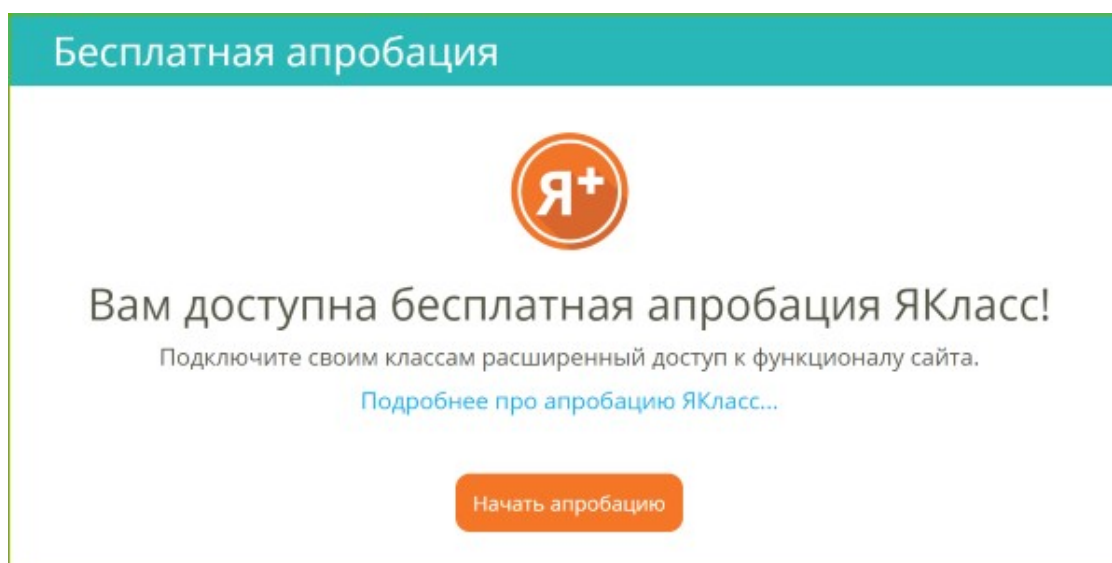 Бесплатная апробация
Я+
Вам доступна бесплатная апробация ЯКласс!
Подключите своим классам расширенный доступ к функционалу сайта.
Подробнее про апробацию ЯКласс...
Начать апробацию